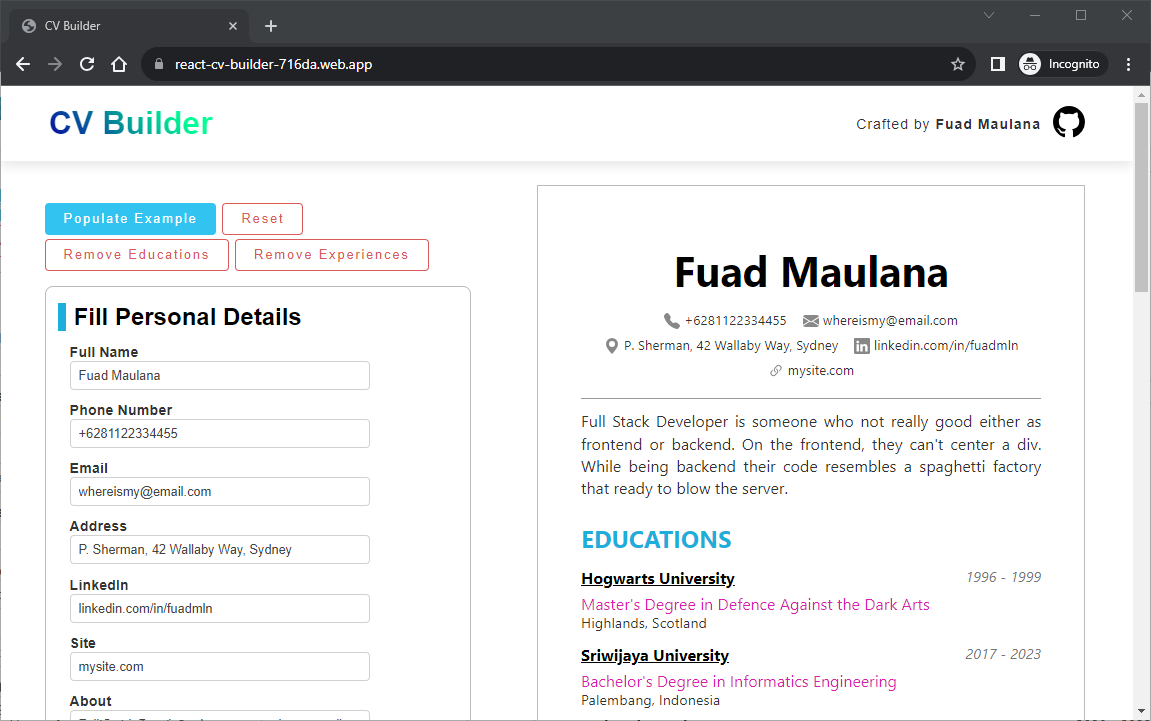 CV Builder
react-cv-builder-716da.web.app
Incognito
CV Builder
Crafted by Fuad Maulana
Populate Example
Reset
Remove Educations
Remove Experiences
Fill Personal Details
Full Name
Fuad Maulana
Phone Number
+6281122334455
Email
whereismy@email.com
Address
P. Sherman, 42 Wallaby Way, Sydney
LinkedIn
linkedin.com/in/fuadmln
Site
mysite.com
About
Fuad Maulana
+6281122334455 whereismy@email.com
P. Sherman, 42 Wallaby Way, Sydney linkedin.com/in/fuadmln
mysite.com
Full Stack Developer is someone who not really good either as
frontend or backend. On the frontend, they can't center a div.
While being backend their code resembles a spaghetti factory
that ready to blow the server.
EDUCATIONS
Hogwarts University 1996 - 1999
Master's Degree in Defence Against the Dark Arts
Highlands, Scotland
Sriwijaya University 2017 - 2023
Bachelor's Degree in Informatics Engineering
Palembang, Indonesia